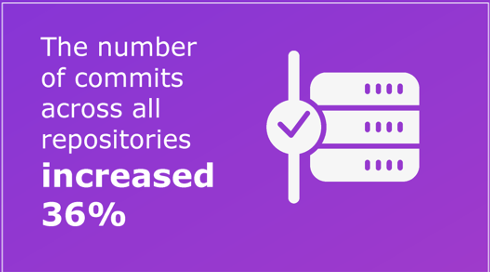 The number
of commits
across all
repositories
increased
36%